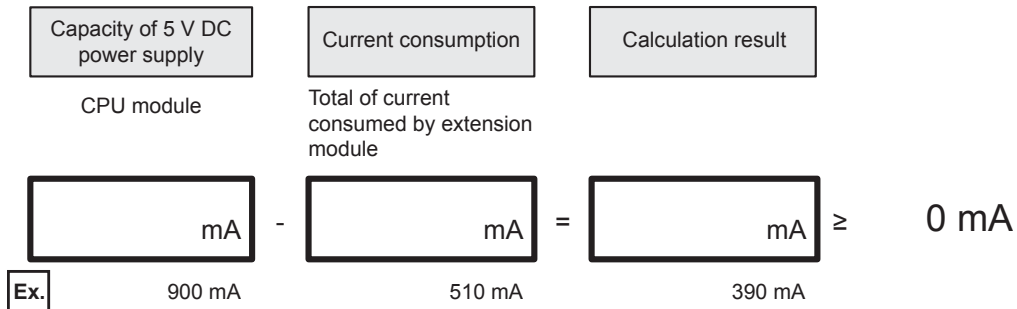 Capacity of 5 V DC
power supply
Current consumption
Calculation result
CPU module
Total of current
consumed by extension
module
mA - mA = mA ≥ 0 mA
Ex. 900 mA 510 mA 390 mA